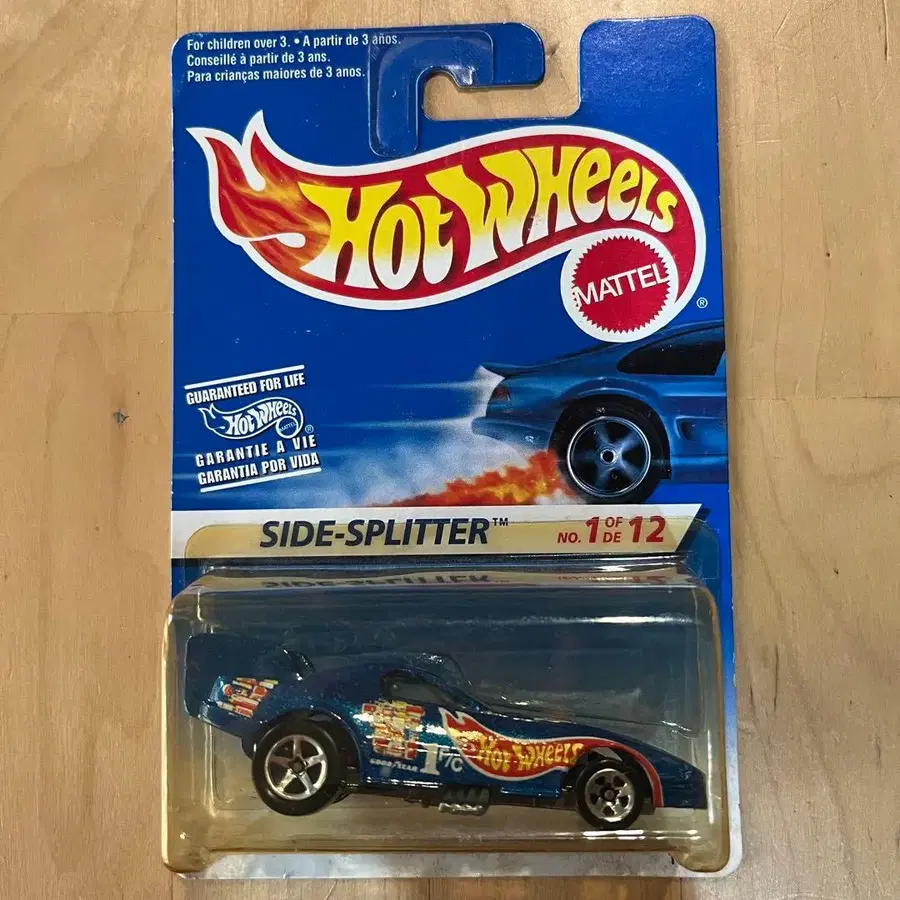 For children over 3. • A partir de 3 años.
Conseillé à partir de 3 ans.
Para crianças maiores de 3 anos.
HOT WHEELS
MATTEL
®
GUARANTEED FOR LIFE
HOT WHEELS
MATTEL
®
GARANTIE A VIE
GARANTIA POR VIDA
SIDE-SPLITTER™
NO. 1 OF DE 12
GOODYEAR
1 F/C
HOT WHEELS